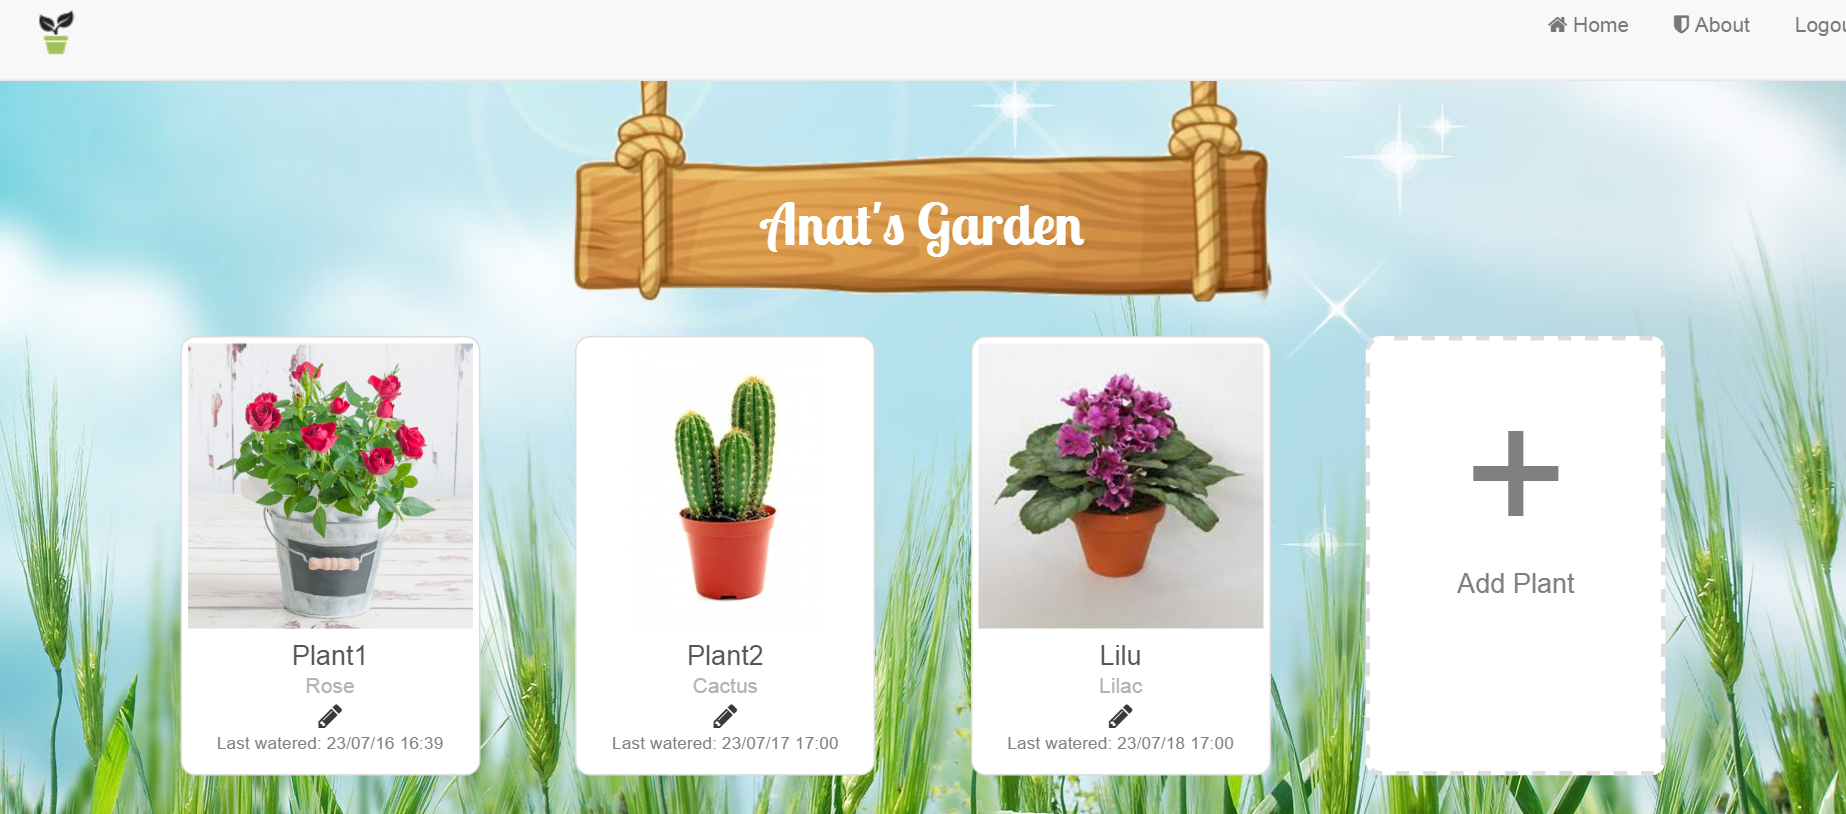 Home
About
Logou
Anat's Garden
Plant1
Rose
Last watered: 23/07/16 16:39
Plant2
Cactus
Last watered: 23/07/17 17:00
Lilu
Lilac
Last watered: 23/07/18 17:00
Add Plant